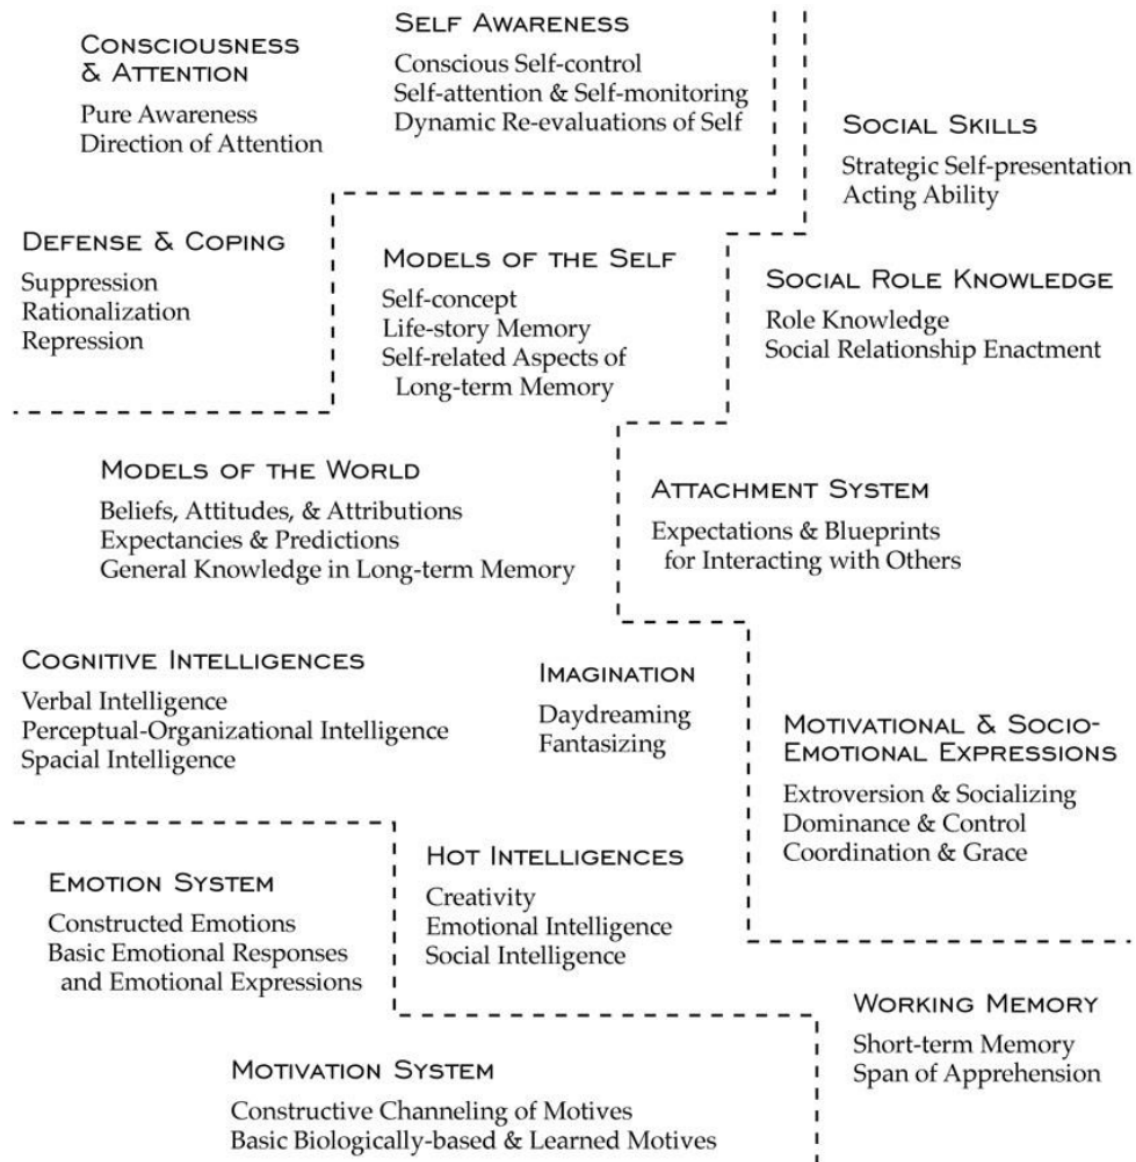 CONSCIOUSNESS
& ATTENTION
Pure Awareness
Direction of Attention
SELF AWARENESS
Conscious Self-control
Self-attention & Self-monitoring
Dynamic Re-evaluations of Self
SOCIAL SKILLS
Strategic Self-presentation
Acting Ability
DEFENSE & COPING
Suppression
Rationalization
Repression
MODELS OF THE SELF
Self-concept
Life-story Memory
Self-related Aspects of
Long-term Memory
SOCIAL ROLE KNOWLEDGE
Role Knowledge
Social Relationship Enactment
MODELS OF THE WORLD
Beliefs, Attitudes, & Attributions
Expectancies & Predictions
General Knowledge in Long-term Memory
ATTACHMENT SYSTEM
Expectations & Blueprints
for Interacting with Others
COGNITIVE INTELLIGENCES
Verbal Intelligence
Perceptual-Organizational Intelligence
Spacial Intelligence
IMAGINATION
Daydreaming
Fantasizing
MOTIVATIONAL & SOCIO-
EMOTIONAL EXPRESSIONS
Extroversion & Socializing
Dominance & Control
Coordination & Grace
EMOTION SYSTEM
Constructed Emotions
Basic Emotional Responses
and Emotional Expressions
HOT INTELLIGENCES
Creativity
Emotional Intelligence
Social Intelligence
WORKING MEMORY
Short-term Memory
Span of Apprehension
MOTIVATION SYSTEM
Constructive Channeling of Motives
Basic Biologically-based & Learned Motives